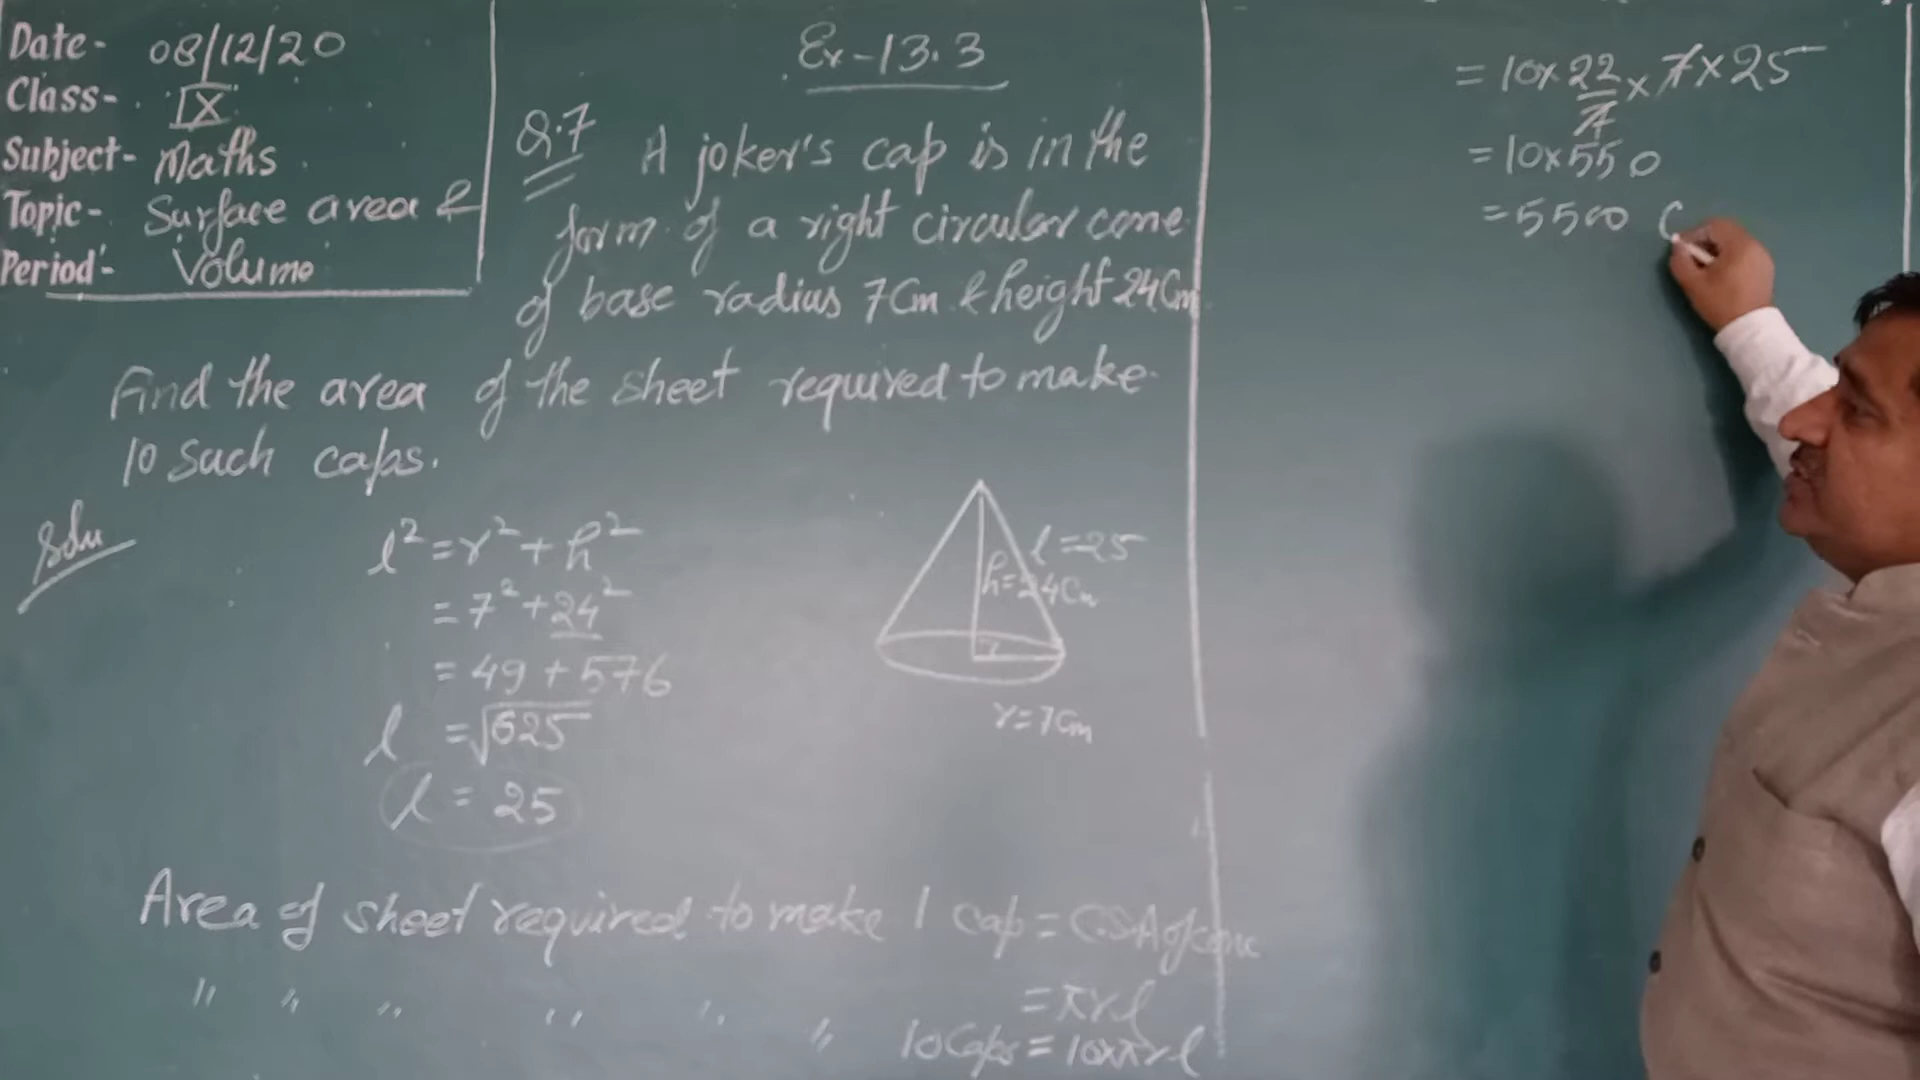 Date- 08/12/20
Class- IX
Subject- Maths
Topic- Surface area &
Period- Volume
Ex-13.3
Q.7 A joker's cap is in the
form of a right circular cone
of base radius 7cm & height 24cm
Find the area of the sheet required to make
10 such caps.
Solu
l² = r² + h²
= 7² + 24²
= 49 + 576
l = √625
l = 25
l = 25
h = 24cm
r = 7cm
Area of sheet required to make 1 cap = C.S.A of cone
" " " " " " = πrl
10 Caps = 10×πrl
= 10×22/7×7×25
= 10×550
= 5500 C